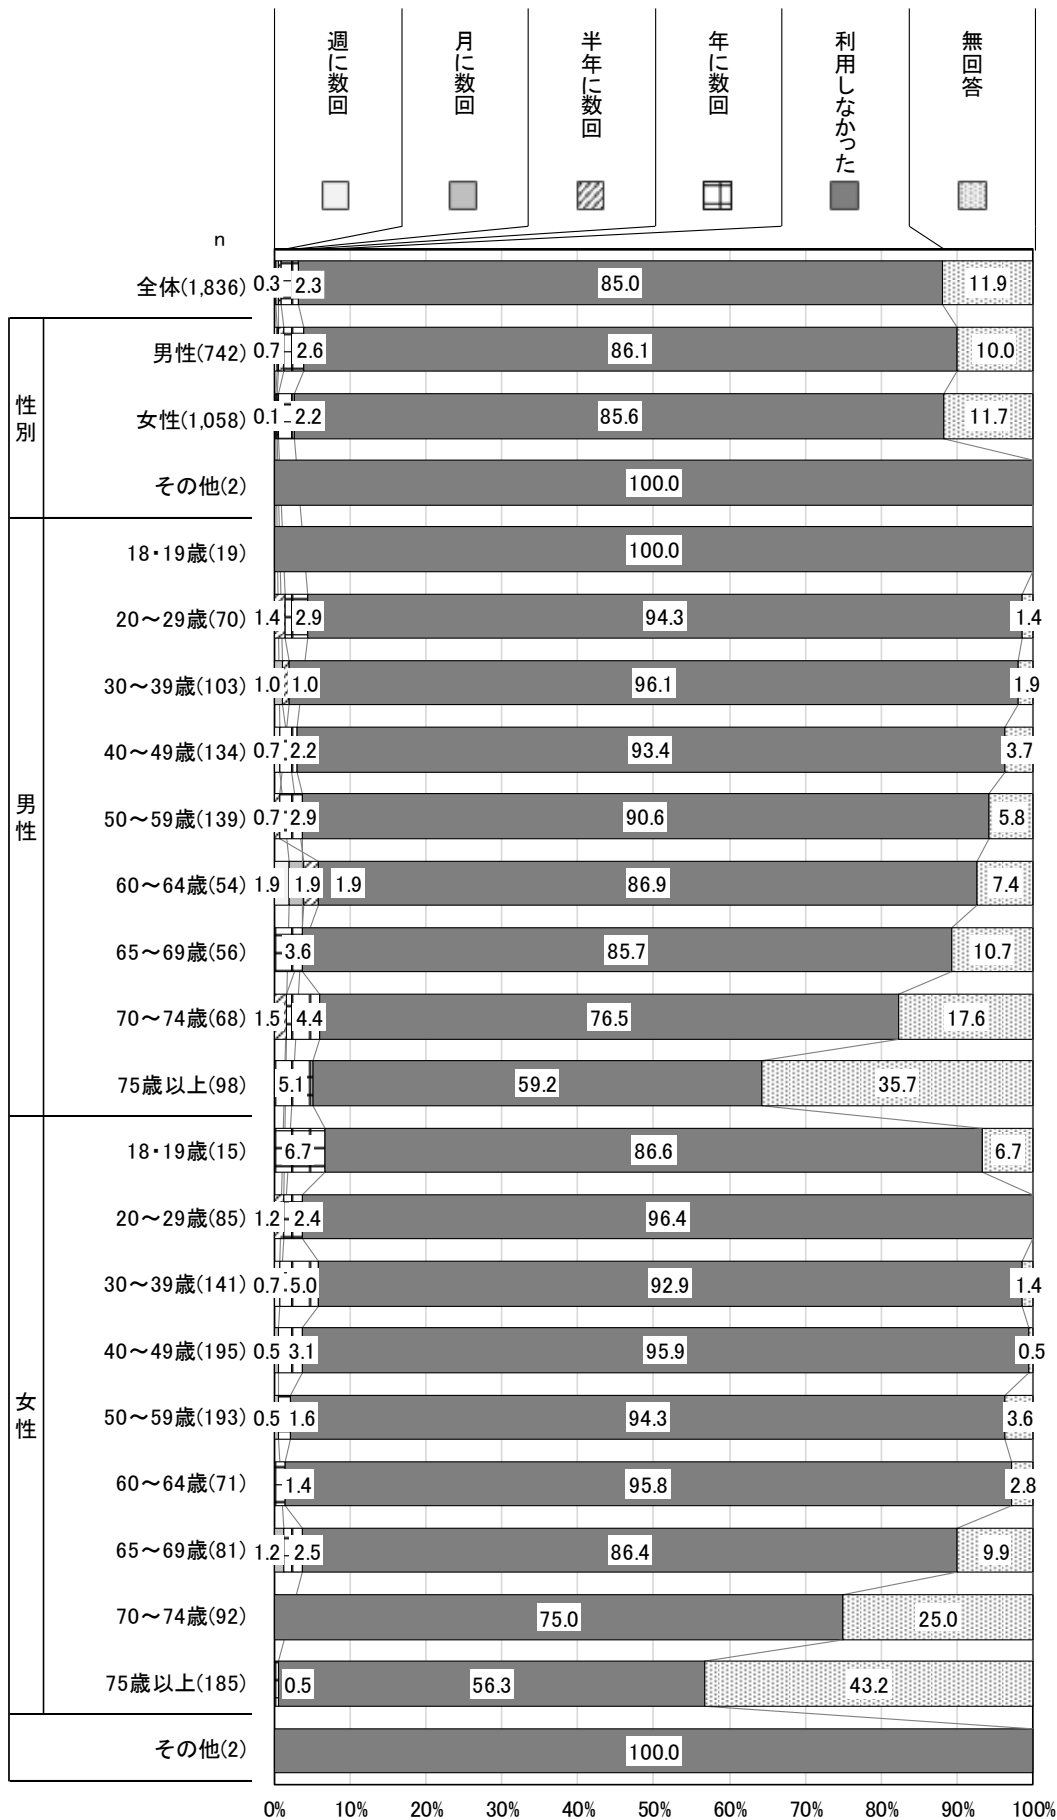 週に数回
月に数回
半年に数回
年に数回
利用しなかった
無回答
n
全体(1,836) 0.3 2.3 85.0 11.9
性別
男性(742) 0.7 2.6 86.1 10.0
女性(1,058) 0.1 2.2 85.6 11.7
その他(2) 100.0
男性
18・19歳(19) 100.0
20～29歳(70) 1.4 2.9 94.3 1.4
30～39歳(103) 1.0 1.0 96.1 1.9
40～49歳(134) 0.7 2.2 93.4 3.7
50～59歳(139) 0.7 2.9 90.6 5.8
60～64歳(54) 1.9 1.9 1.9 86.9 7.4
65～69歳(56) 3.6 85.7 10.7
70～74歳(68) 1.5 4.4 76.5 17.6
75歳以上(98) 5.1 59.2 35.7
女性
18・19歳(15) 6.7 86.6 6.7
20～29歳(85) 1.2 2.4 96.4
30～39歳(141) 0.7 5.0 92.9 1.4
40～49歳(195) 0.5 3.1 95.9 0.5
50～59歳(193) 0.5 1.6 94.3 3.6
60～64歳(71) 1.4 95.8 2.8
65～69歳(81) 1.2 2.5 86.4 9.9
70～74歳(92) 75.0 25.0
75歳以上(185) 0.5 56.3 43.2
その他(2) 100.0
0% 10% 20% 30% 40% 50% 60% 70% 80% 90% 100%